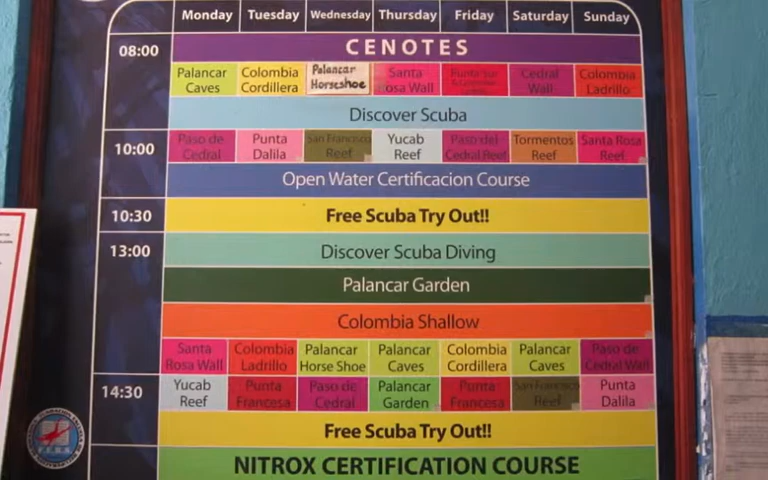 Monday Tuesday Wednesday Thursday Friday Saturday Sunday
08:00 CENOTES
Palancar Colombia Palancar Santa Punta Sur Cedral Colombia
Caves Cordillera Horseshoe Rosa Wall Wall Ladrillo
Discover Scuba
10:00 Paso de Punta San Francisco Yucab Paso del Tormentos Santa Rosa
Cedral Dalila Reef Reef Cedral Reef Reef Reef
Open Water Certificacion Course
10:30 Free Scuba Try Out!!
13:00 Discover Scuba Diving
Palancar Garden
Colombia Shallow
Santa Colombia Palancar Palancar Colombia Palancar Paso de
Rosa Wall Ladrillo Horse Shoe Caves Cordillera Caves Cedral Wall
14:30 Yucab Punta Paso de Palancar Punta San Francisco Punta
Reef Francesa Cedral Garden Francesa Reef Dalila
Free Scuba Try Out!!
NITROX CERTIFICATION COURSE